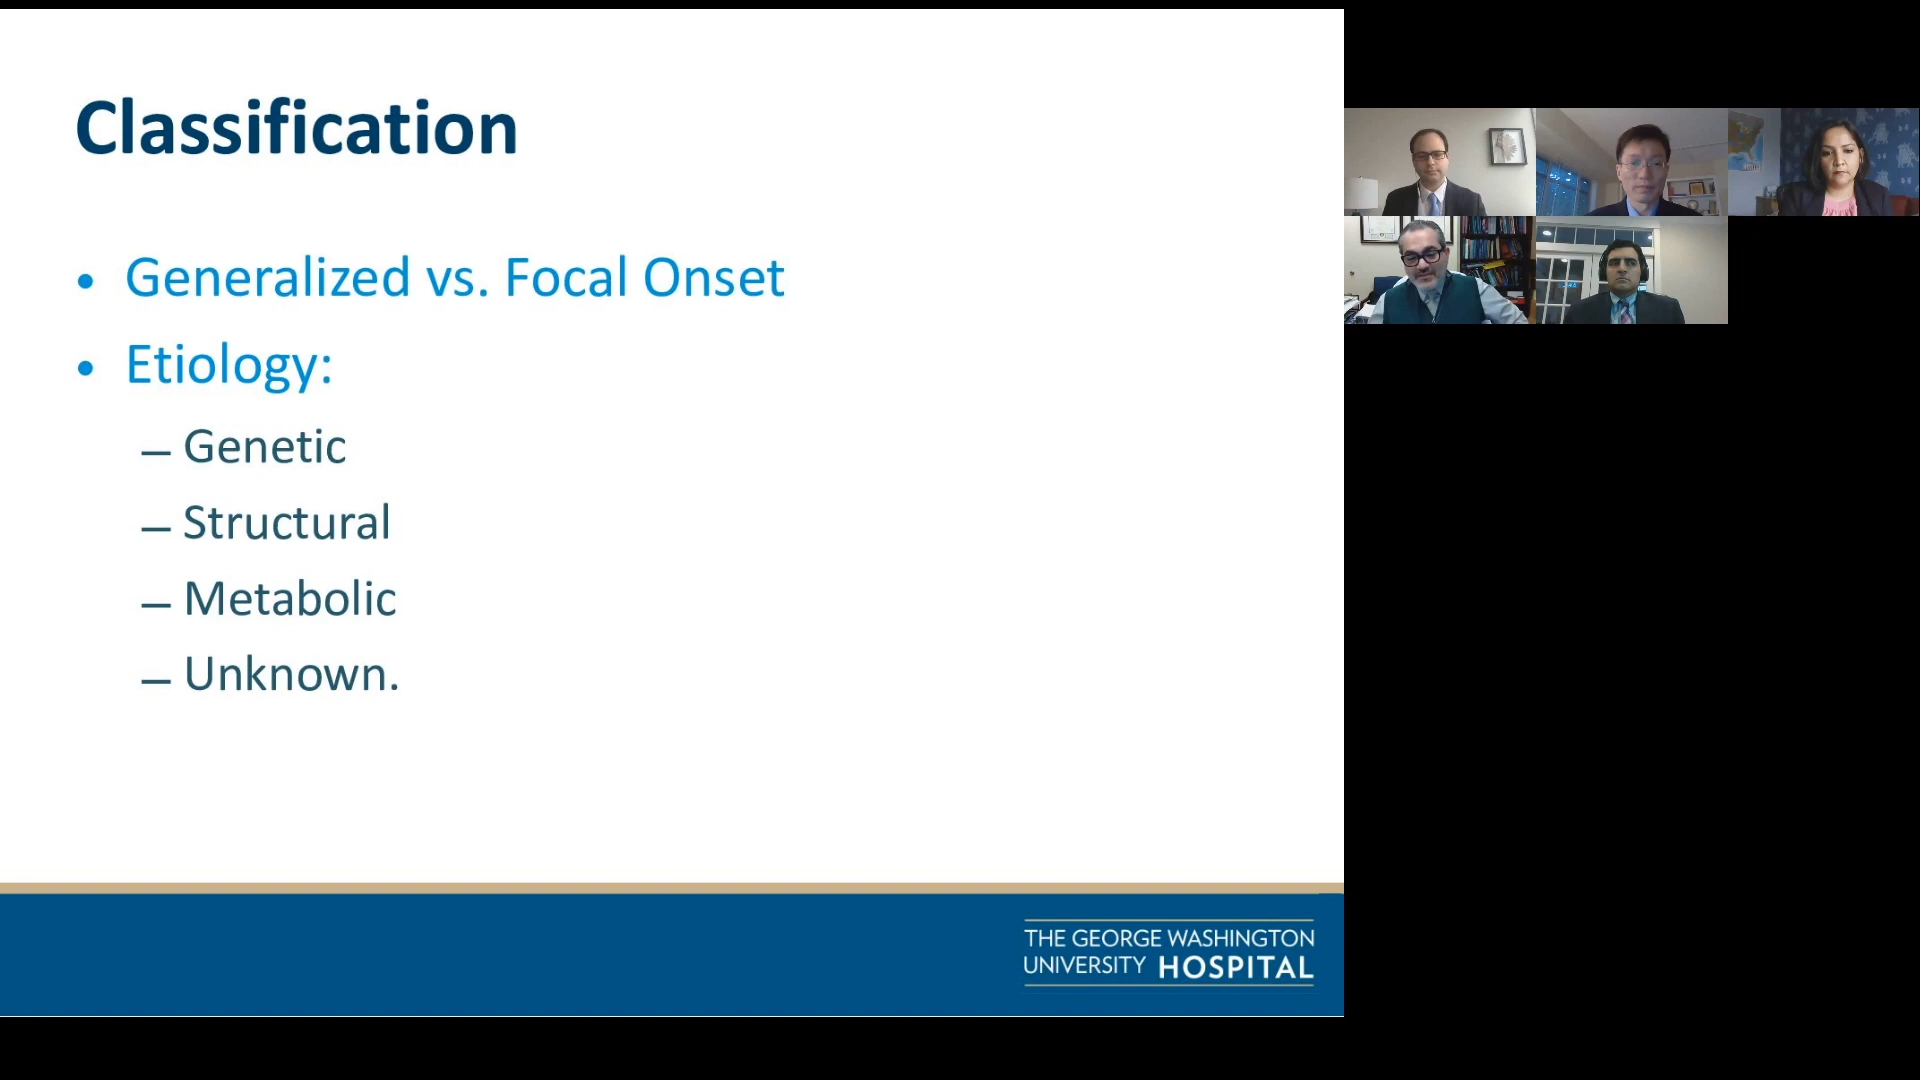 Classification
• Generalized vs. Focal Onset
• Etiology:
– Genetic
– Structural
– Metabolic
– Unknown.
THE GEORGE WASHINGTON
UNIVERSITY HOSPITAL